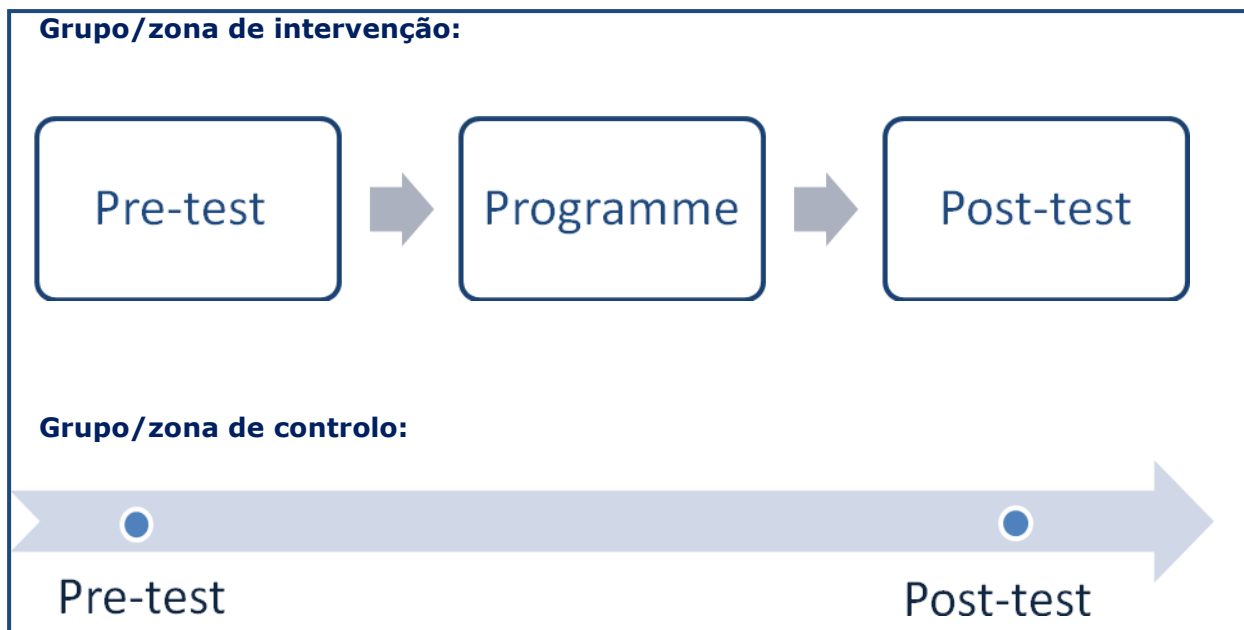 Grupo/zona de intervenção:
Pre-test
Programme
Post-test
Grupo/zona de controlo:
Pre-test
Post-test